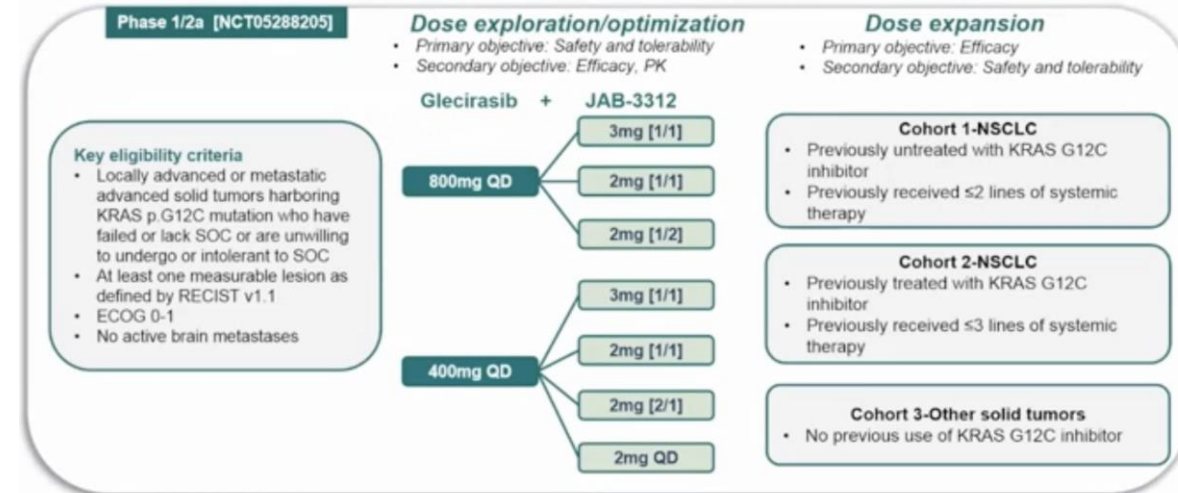 Phase 1/2a [NCT05288205]
Dose exploration/optimization
• Primary objective: Safety and tolerability
• Secondary objective: Efficacy, PK
Dose expansion
• Primary objective: Efficacy
• Secondary objective: Safety and tolerability
Key eligibility criteria
• Locally advanced or metastatic
advanced solid tumors harboring
KRAS p.G12C mutation who have
failed or lack SOC or are unwilling
to undergo or intolerant to SOC
• At least one measurable lesion as
defined by RECIST v1.1
• ECOG 0-1
• No active brain metastases
Glecirasib + JAB-3312
800mg QD
3mg [1/1]
2mg [1/1]
2mg [1/2]
400mg QD
3mg [1/1]
2mg [1/1]
2mg [2/1]
2mg QD
Cohort 1-NSCLC
• Previously untreated with KRAS G12C
inhibitor
• Previously received ≤2 lines of systemic
therapy
Cohort 2-NSCLC
• Previously treated with KRAS G12C
inhibitor
• Previously received ≤3 lines of systemic
therapy
Cohort 3-Other solid tumors
• No previous use of KRAS G12C inhibitor